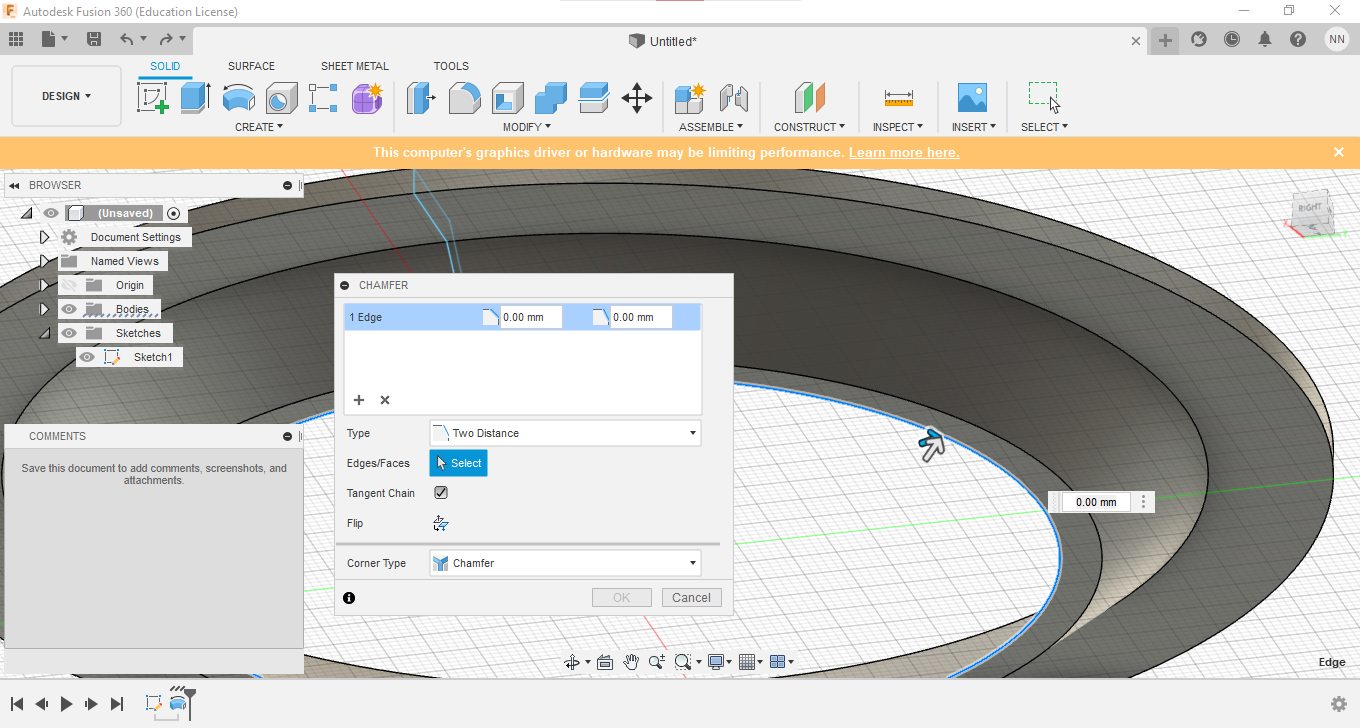 Autodesk Fusion 360 (Education License)
Untitled*
NN
DESIGN
SOLID
SURFACE
SHEET METAL
TOOLS
CREATE
MODIFY
ASSEMBLE
CONSTRUCT
INSPECT
INSERT
SELECT
This computer's graphics driver or hardware may be limiting performance. Learn more here.
BROWSER
(Unsaved)
Document Settings
Named Views
Origin
Bodies
Sketches
Sketch1
RIGHT
CHAMFER
1 Edge
0.00 mm
0.00 mm
Type
Two Distance
Edges/Faces
Select
Tangent Chain
Flip
Corner Type
Chamfer
OK
Cancel
0.00 mm
COMMENTS
Save this document to add comments, screenshots, and
attachments.
Edge